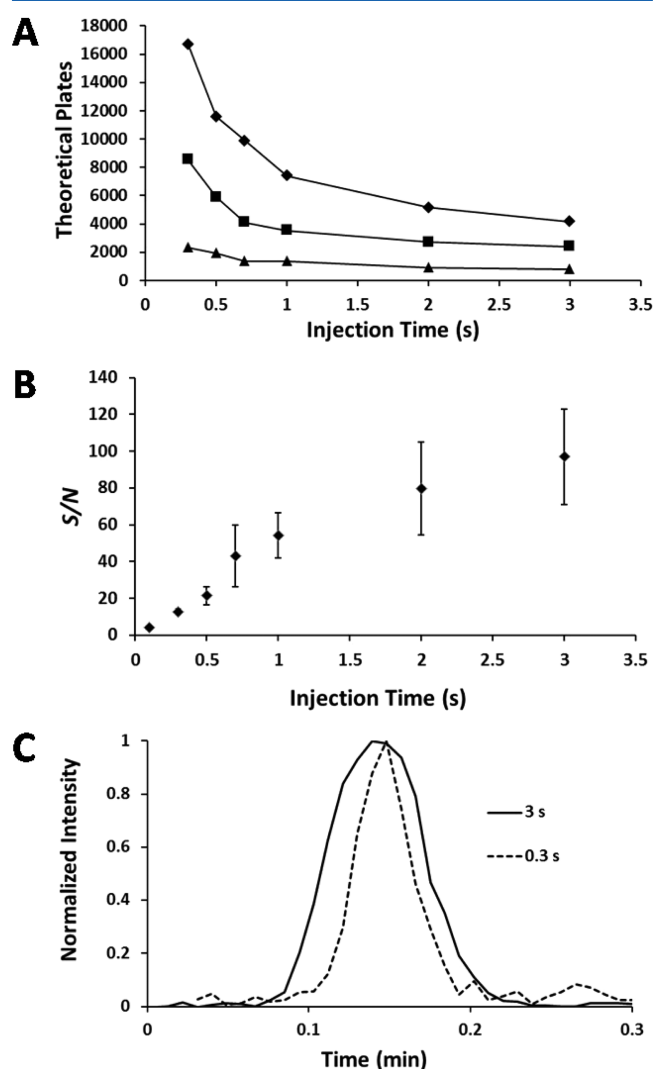 A
18000
16000
14000
12000
10000
8000
6000
4000
2000
0
Theoretical Plates
0 0.5 1 1.5 2 2.5 3 3.5
Injection Time (s)
B
140
120
100
80
60
40
20
0
S/N
0 0.5 1 1.5 2 2.5 3 3.5
Injection Time (s)
C
1
0.8
0.6
0.4
0.2
0
Normalized Intensity
3 s
0.3 s
0 0.1 0.2 0.3
Time (min)